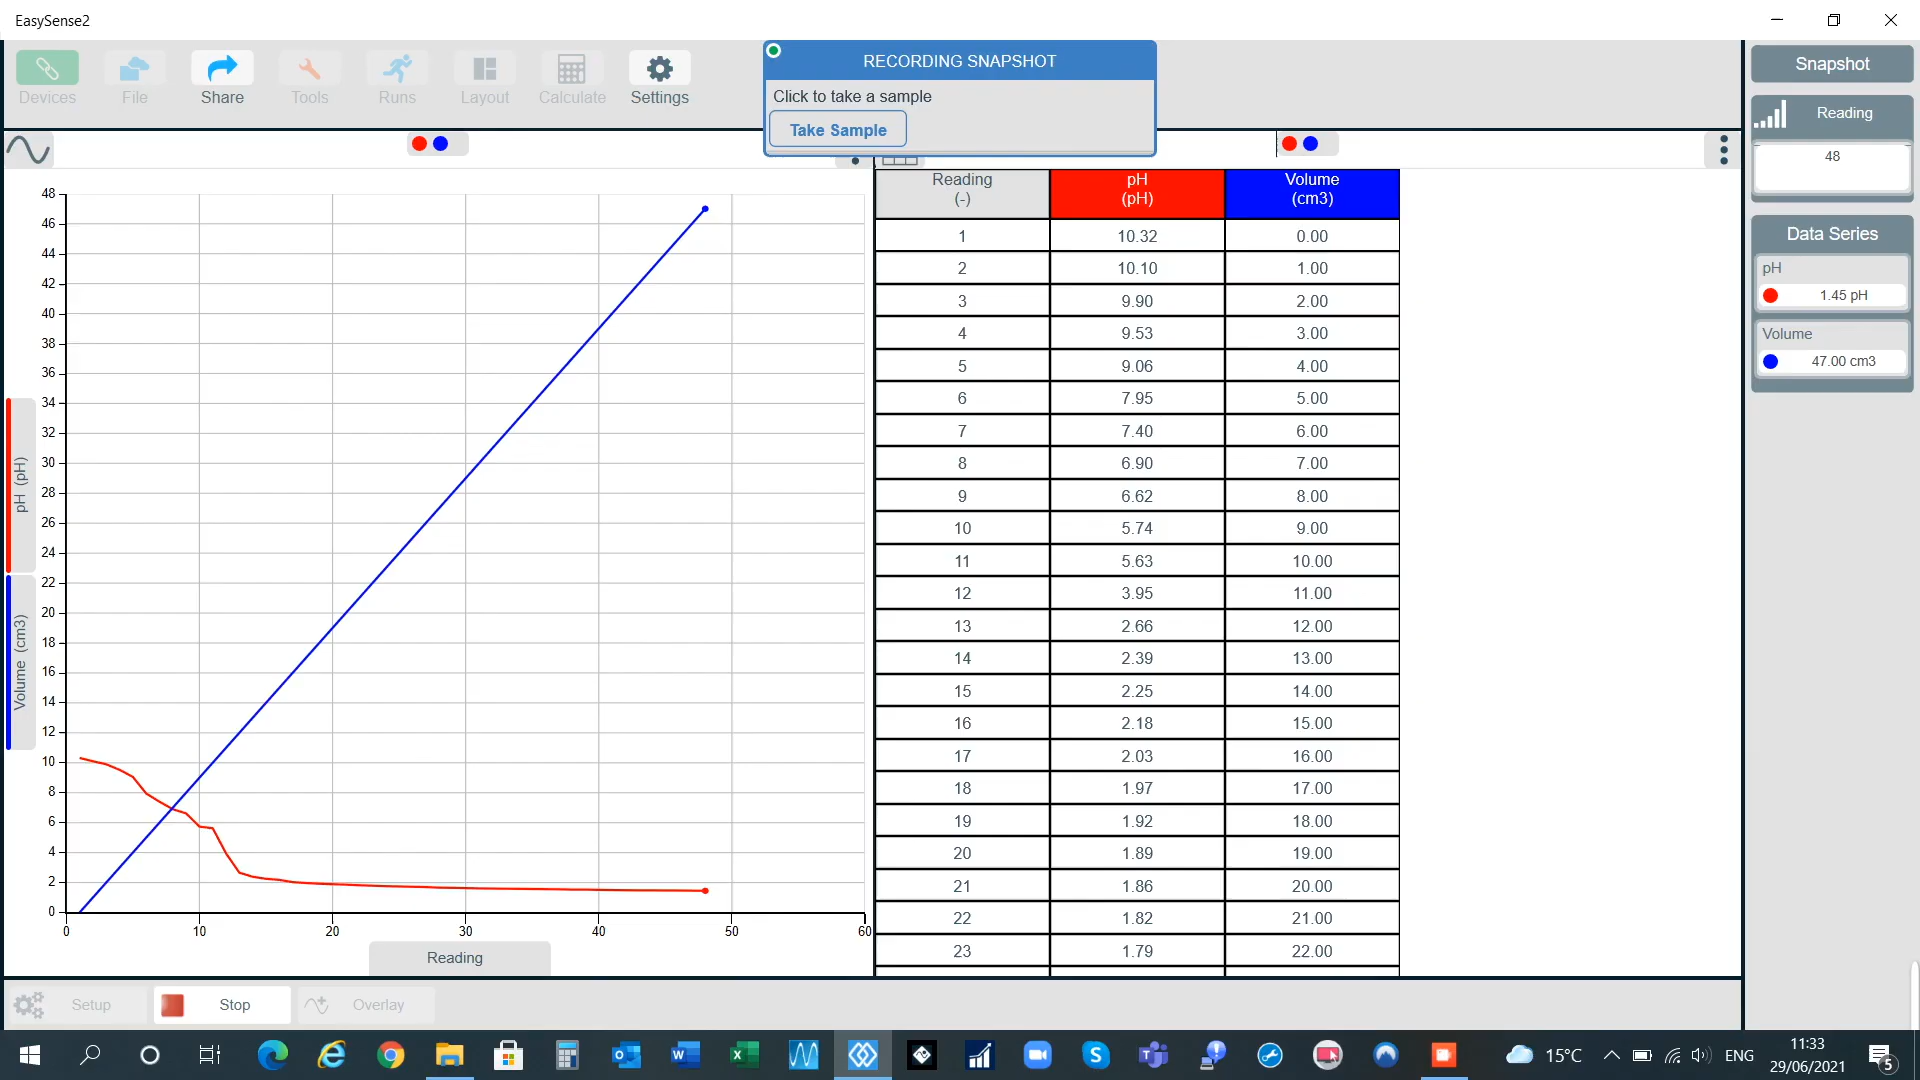 EasySense2
Devices
File
Share
Tools
Runs
Layout
Calculate
Settings
RECORDING SNAPSHOT
Click to take a sample
Take Sample
Snapshot
Reading
48
Data Series
pH
1.45 pH
Volume
47.00 cm3
48
46
44
42
40
38
36
34
32
30
28
26
24
22
20
18
16
14
12
10
8
6
4
2
0
pH (pH)
Volume (cm3)
0 10 20 30 40 50 60
Reading
Reading pH Volume
(-) (pH) (cm3)
1 10.32 0.00
2 10.10 1.00
3 9.90 2.00
4 9.53 3.00
5 9.06 4.00
6 7.95 5.00
7 7.40 6.00
8 6.90 7.00
9 6.62 8.00
10 5.74 9.00
11 5.63 10.00
12 3.95 11.00
13 2.66 12.00
14 2.39 13.00
15 2.25 14.00
16 2.18 15.00
17 2.03 16.00
18 1.97 17.00
19 1.92 18.00
20 1.89 19.00
21 1.86 20.00
22 1.82 21.00
23 1.79 22.00
Setup
Stop
Overlay
15°C
ENG
11:33
29/06/2021
5